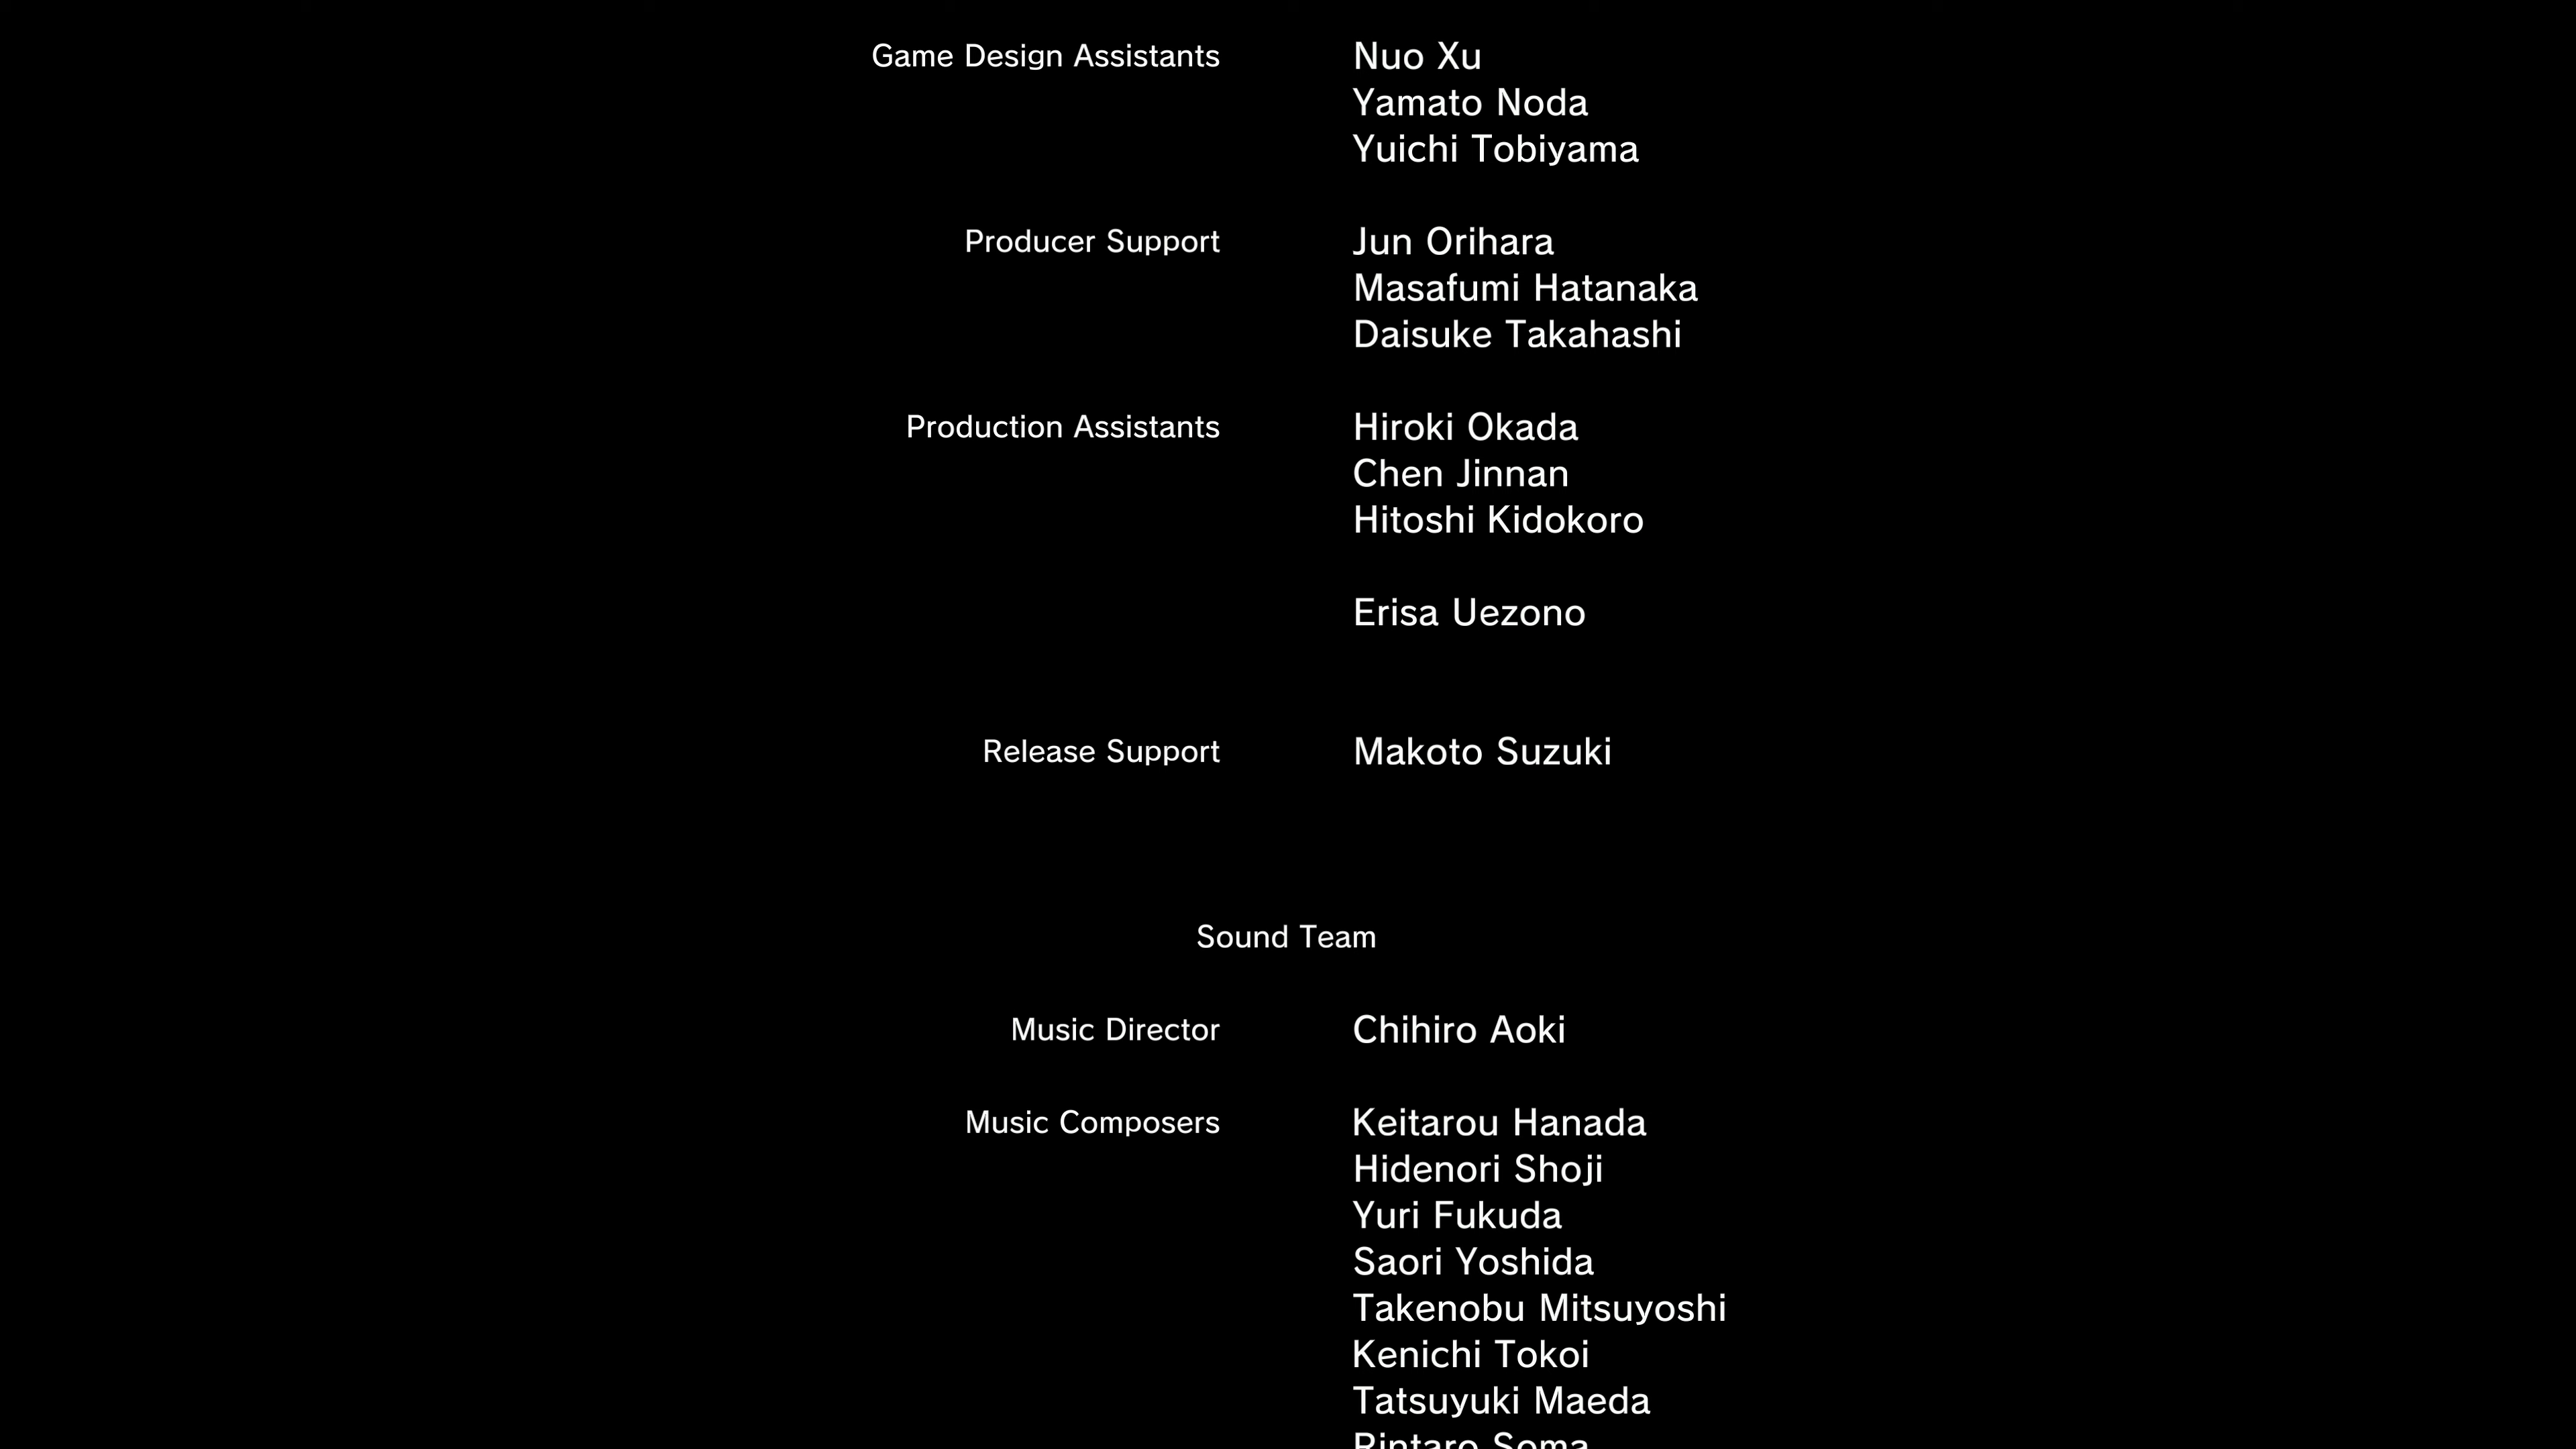 Game Design Assistants Nuo Xu
Yamato Noda
Yuichi Tobiyama
Producer Support Jun Orihara
Masafumi Hatanaka
Daisuke Takahashi
Production Assistants Hiroki Okada
Chen Jinnan
Hitoshi Kidokoro
Erisa Uezono
Release Support Makoto Suzuki
Sound Team
Music Director Chihiro Aoki
Music Composers Keitarou Hanada
Hidenori Shoji
Yuri Fukuda
Saori Yoshida
Takenobu Mitsuyoshi
Kenichi Tokoi
Tatsuyuki Maeda
Rintaro Soma